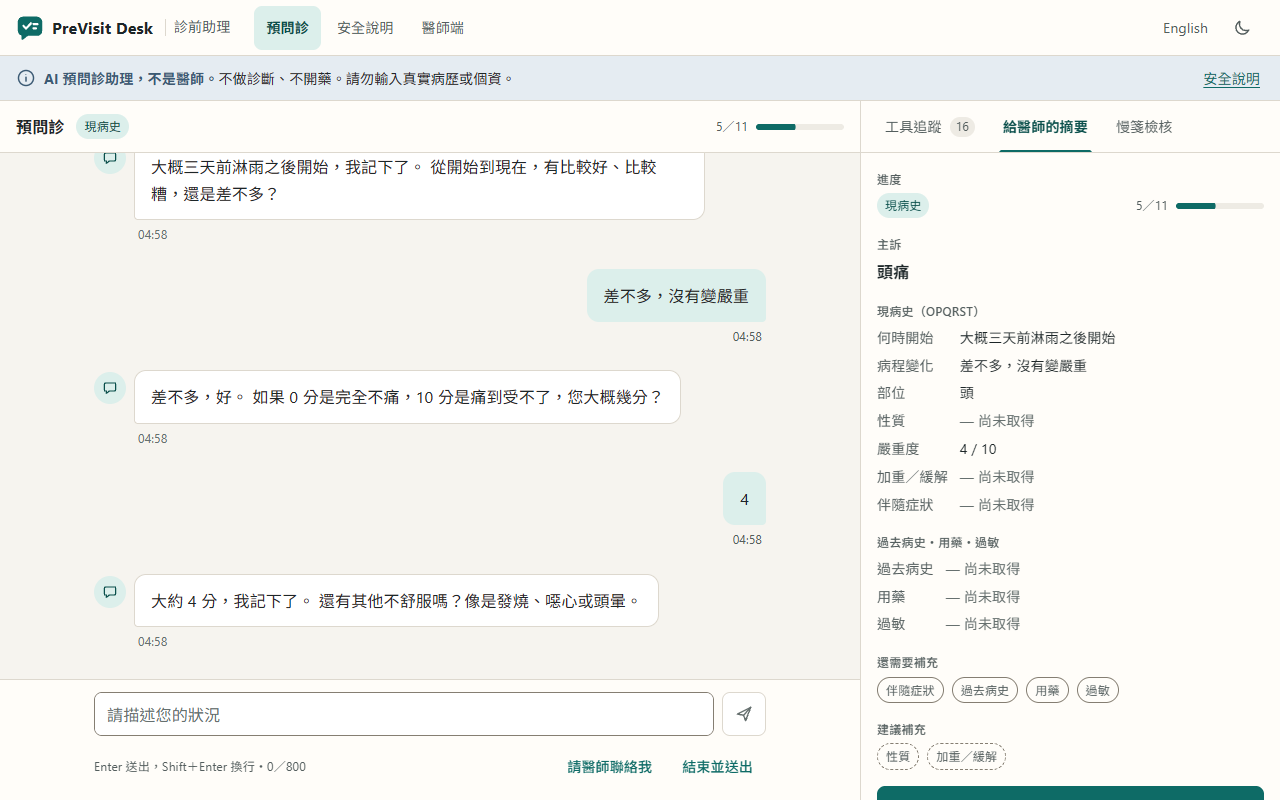 PreVisit Desk 診前助理 預問診 安全說明 醫師端 English
AI 預問診助理，不是醫師。不做診斷、不開藥。請勿輸入真實病歷或個資。 安全說明
預問診 現病史 5／11
大概三天前淋雨之後開始，我記下了。 從開始到現在，有比較好、比較
糟，還是差不多？
04:58
差不多，沒有變嚴重
04:58
差不多，好。 如果 0 分是完全不痛，10 分是痛到受不了，您大概幾分？
04:58
4
04:58
大約 4 分，我記下了。 還有其他不舒服嗎？像是發燒、噁心或頭暈。
04:58
請描述您的狀況
Enter 送出，Shift＋Enter 換行・0／800 請醫師聯絡我 結束並送出
工具追蹤 16 給醫師的摘要 慢箋檢核
進度
現病史 5／11
主訴
頭痛
現病史（OPQRST）
何時開始 大概三天前淋雨之後開始
病程變化 差不多，沒有變嚴重
部位 頭
性質 — 尚未取得
嚴重度 4 / 10
加重／緩解 — 尚未取得
伴隨症狀 — 尚未取得
過去病史・用藥・過敏
過去病史 — 尚未取得
用藥 — 尚未取得
過敏 — 尚未取得
還需要補充
伴隨症狀 過去病史 用藥 過敏
建議補充
性質 加重／緩解